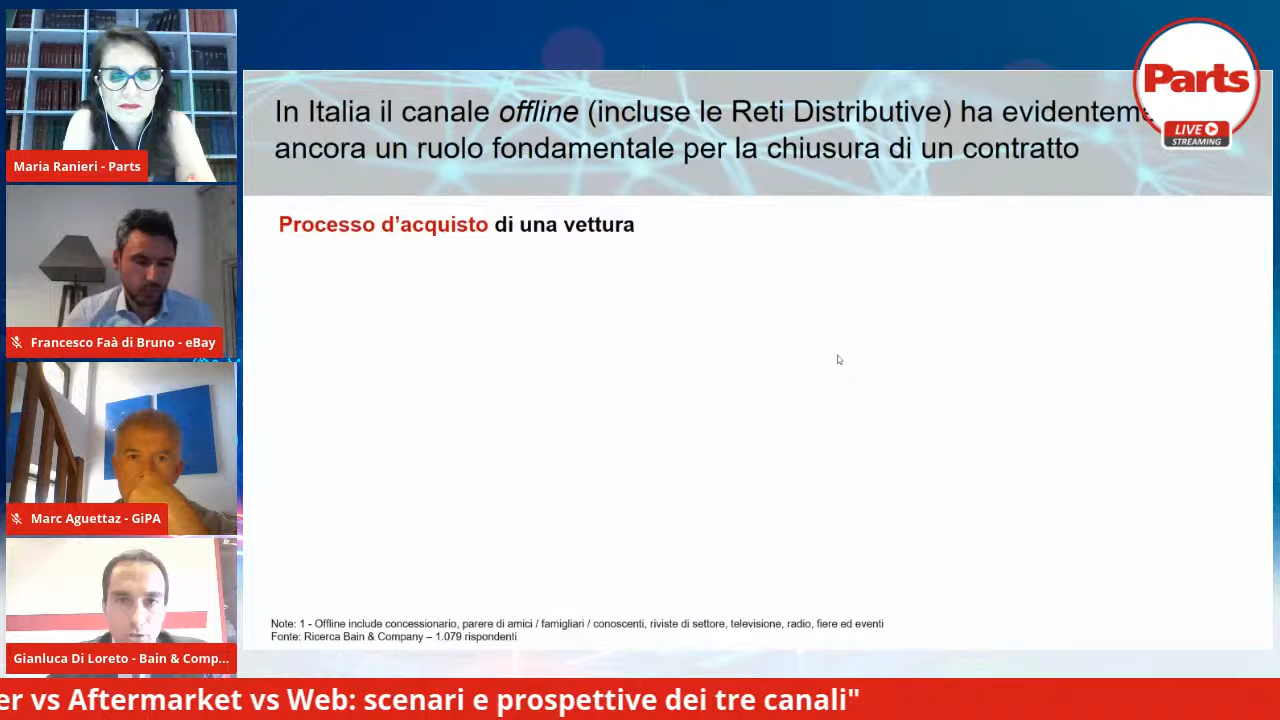 Maria Ranieri - Parts
Francesco Faà di Bruno - eBay
Marc Aguettaz - GiPA
Gianluca Di Loreto - Bain & Comp...
Parts
LIVE
STREAMING
In Italia il canale offline (incluse le Reti Distributive) ha evidenteme
ancora un ruolo fondamentale per la chiusura di un contratto
Processo d'acquisto di una vettura
Note: 1 - Offline include concessionario, parere di amici / famigliari / conoscenti, riviste di settore, televisione, radio, fiere ed eventi
Fonte: Ricerca Bain & Company – 1.079 rispondenti
er vs Aftermarket vs Web: scenari e prospettive dei tre canali"